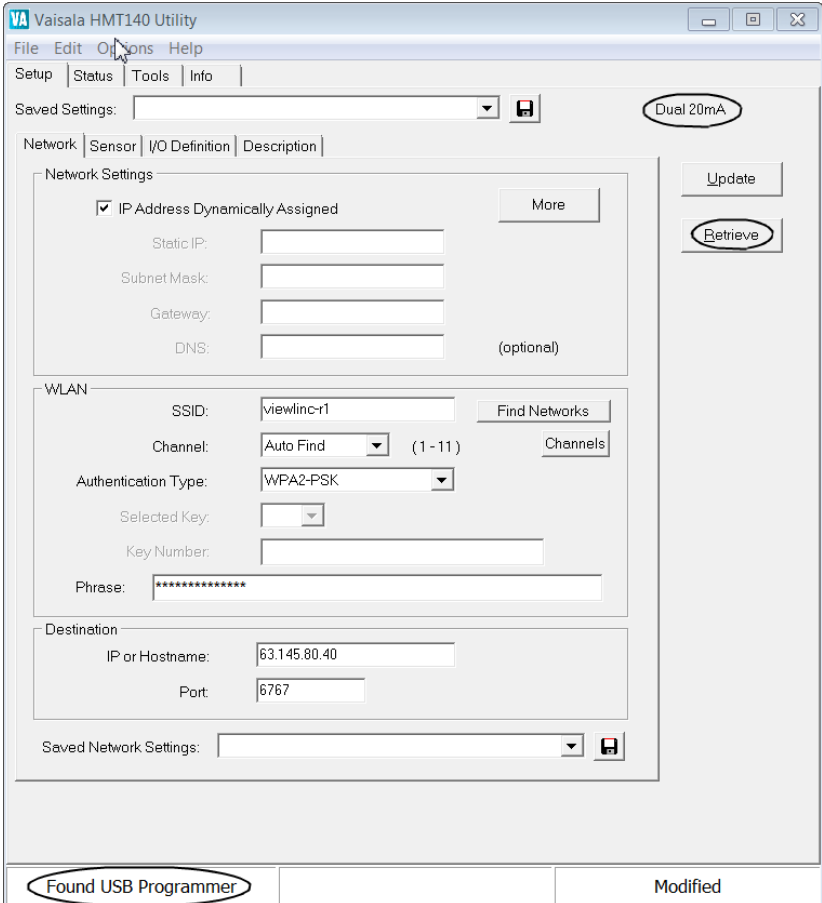 VA Vaisala HMT140 Utility
File Edit Options Help
Setup Status Tools Info
Saved Settings: Dual 20mA
Network Sensor I/O Definition Description
Network Settings
Update
IP Address Dynamically Assigned More
Retrieve
Static IP:
Subnet Mask:
Gateway:
DNS: (optional)
WLAN
SSID: viewlinc-r1 Find Networks
Channel: Auto Find (1-11) Channels
Authentication Type: WPA2-PSK
Selected Key:
Key Number:
Phrase: **************
Destination
IP or Hostname: 63.145.80.40
Port: 6767
Saved Network Settings:
Found USB Programmer Modified